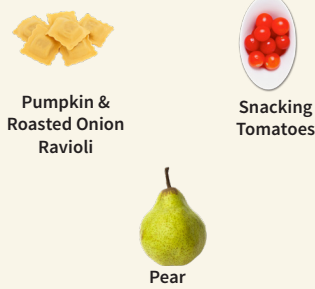 Pumpkin &
Roasted Onion
Ravioli
Snacking
Tomatoes
Pear